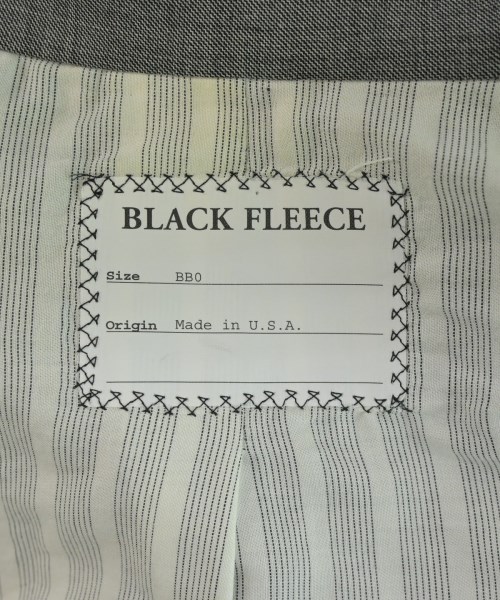 BLACK FLEECE
Size BB0
Origin Made in U.S.A.